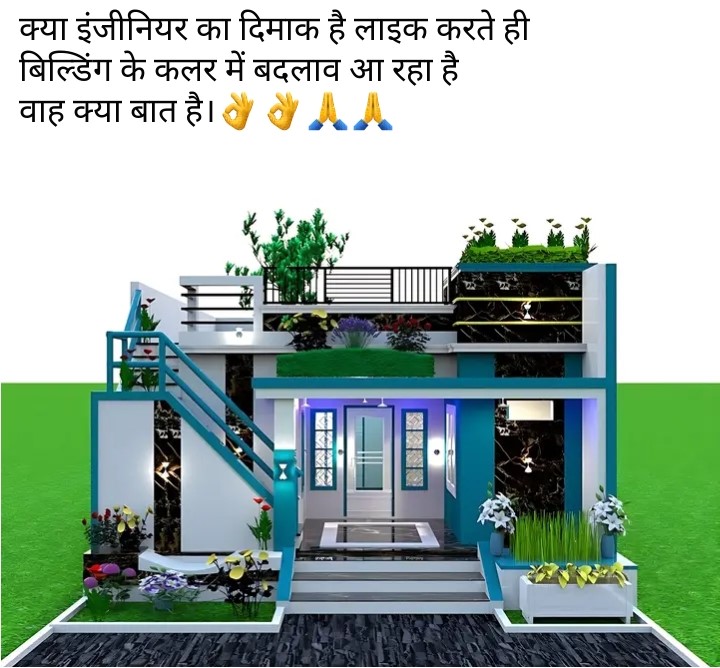 क्या इंजीनियर का दिमाक है लाइक करते ही
बिल्डिंग के कलर में बदलाव आ रहा है
वाह क्या बात है।👌👌🙏🙏